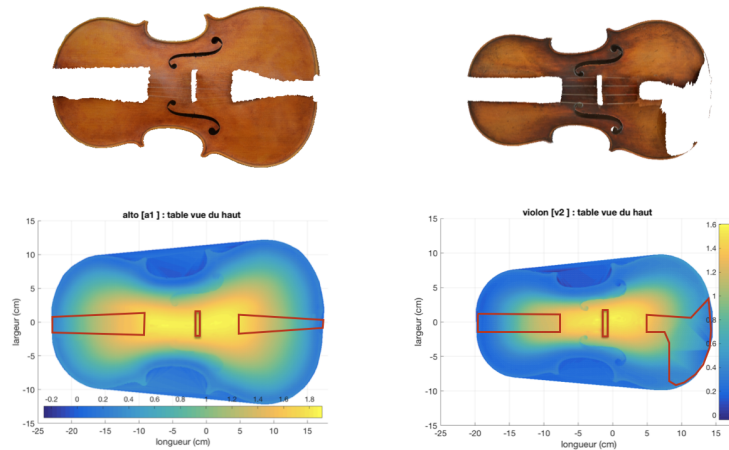 alto [a1] : table vue du haut
15
10
5
0
-5
-10
-15
largeur (cm)
-0.2 0 0.2 0.4 0.6 0.8 1 1.2 1.4 1.6 1.8
-25 -20 -15 -10 -5 0 5 10 15
longueur (cm)
violon [v2 ] : table vue du haut
15
10
5
0
-5
-10
-15
largeur (cm)
1.6
1.4
1.2
1
0.8
0.6
0.4
0.2
0
-25 -20 -15 -10 -5 0 5 10 15
longueur (cm)